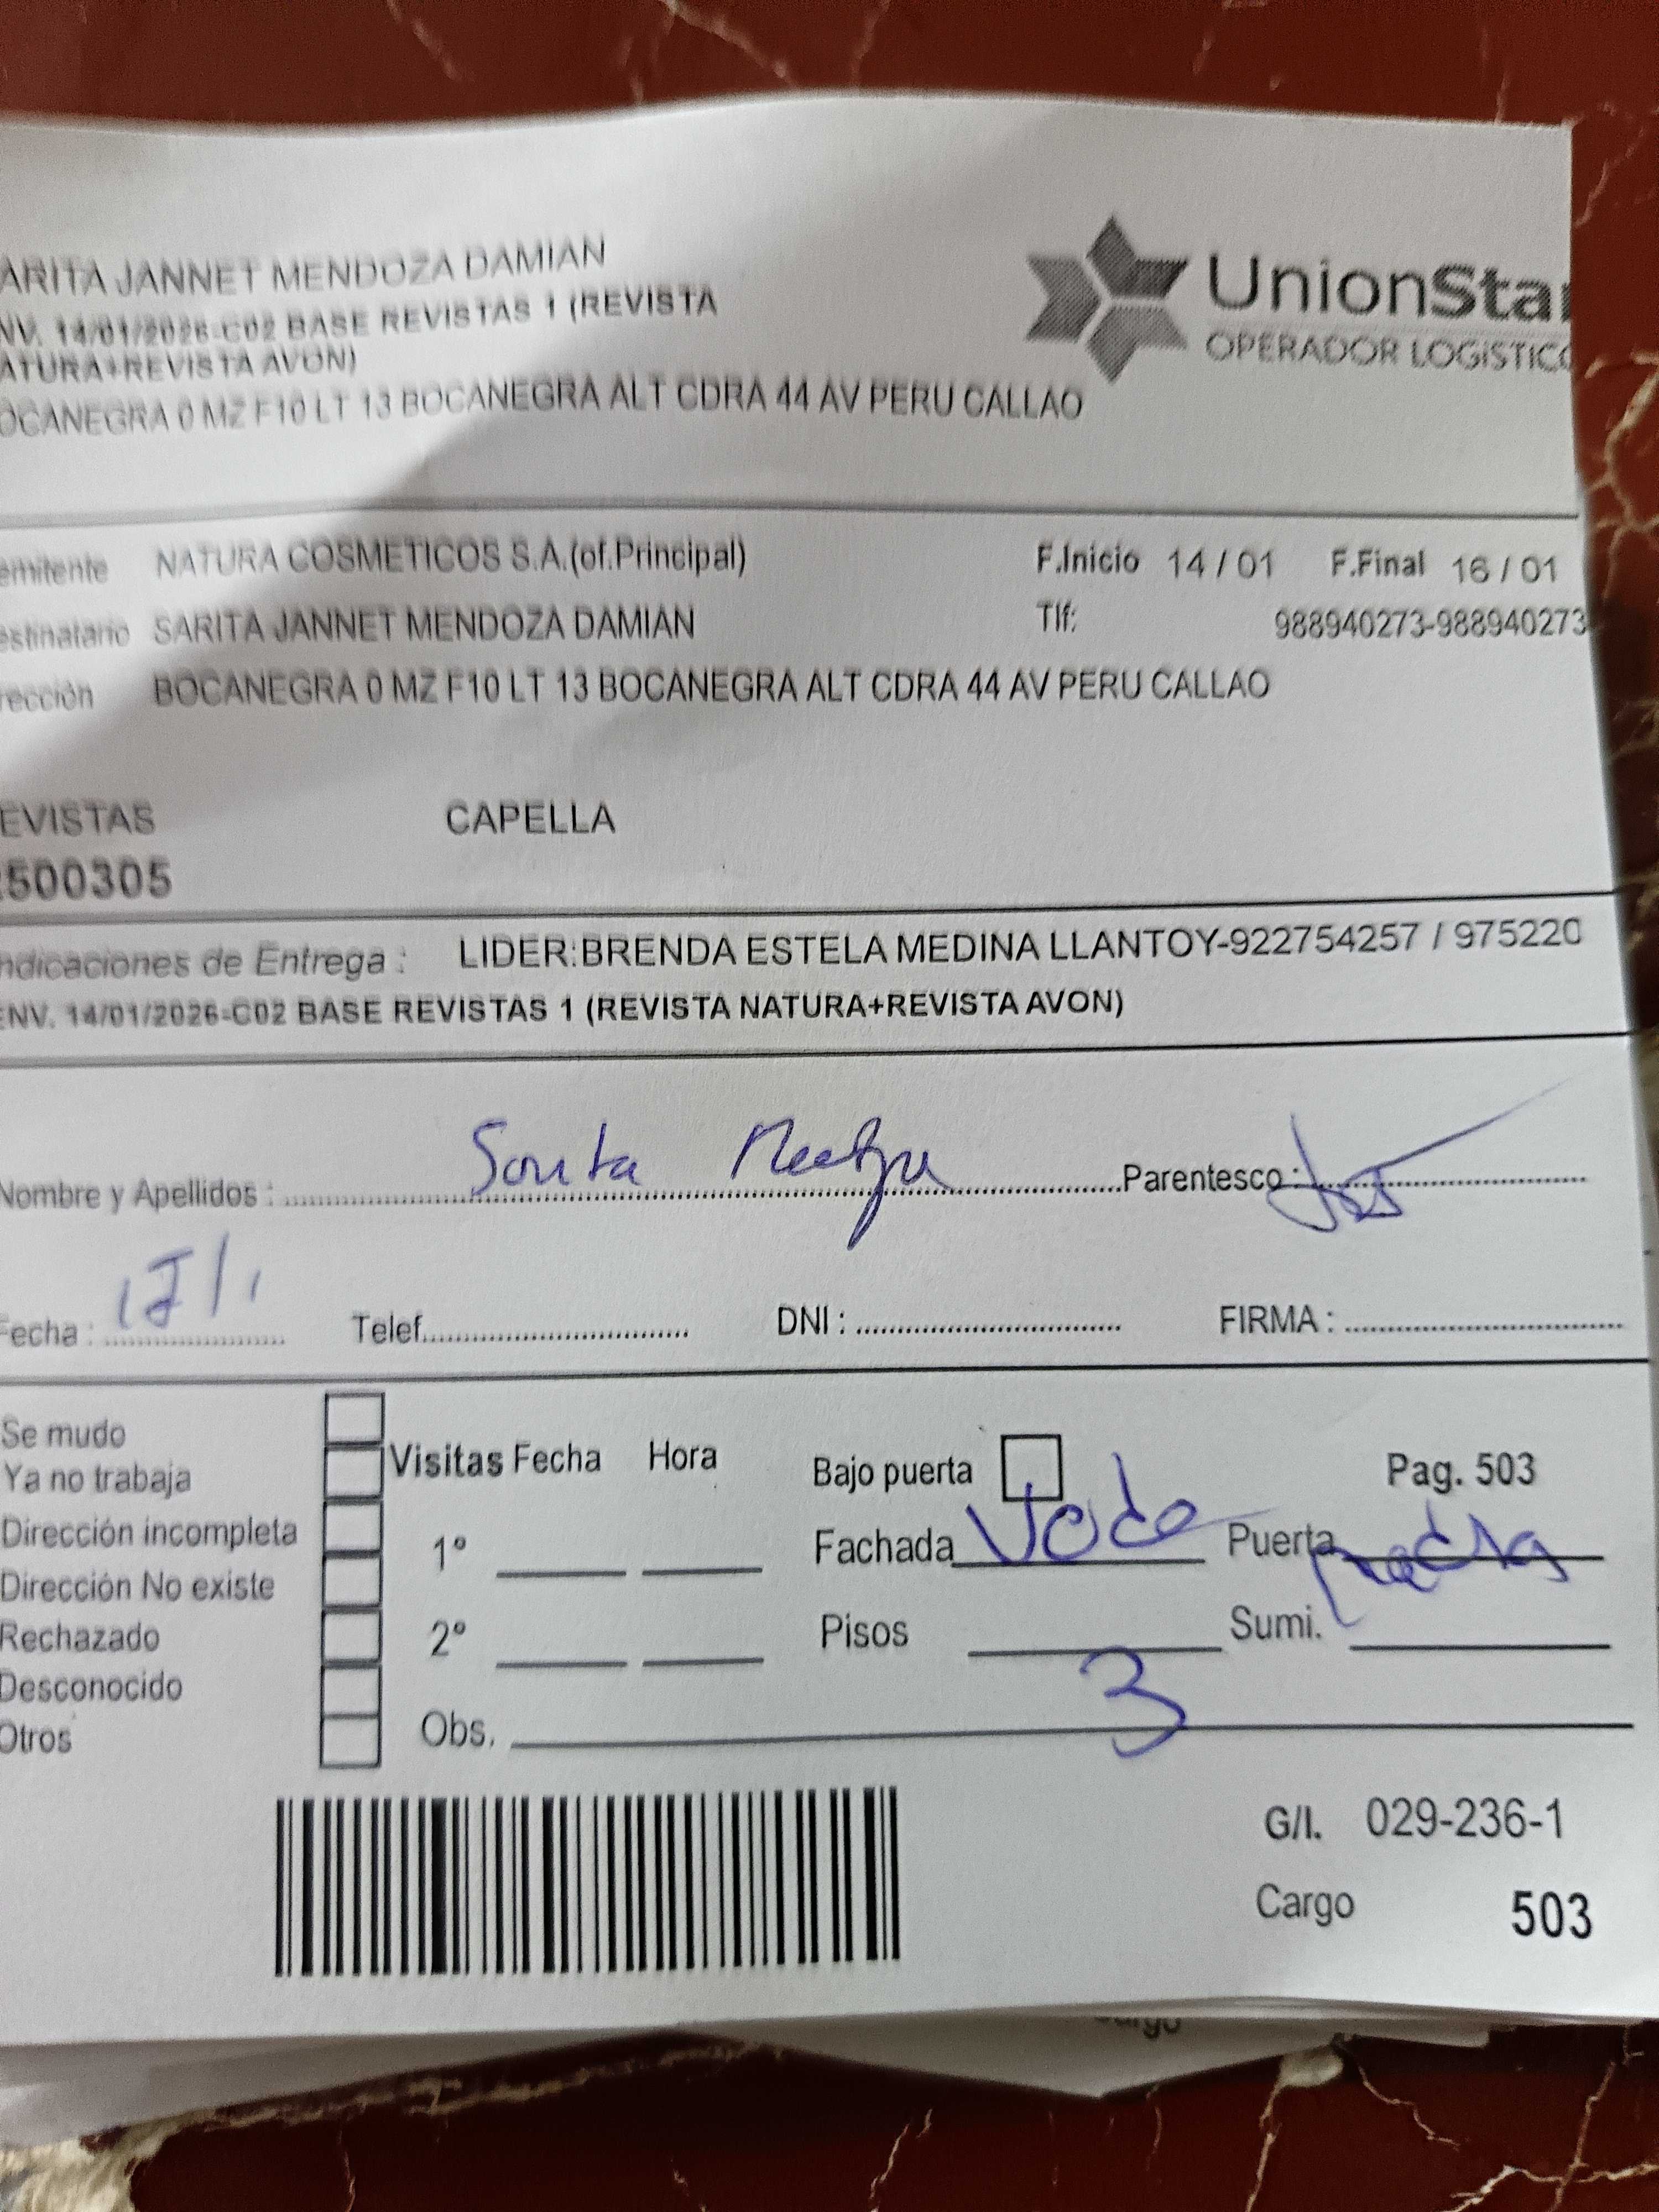 ARITA JANNET MENDOZA DAMIAN
NV. 14/01/2026-C02 BASE REVISTAS 1 (REVISTA
ATURA+REVISTA AVON)
OCANEGRA 0 MZ F10 LT 13 BOCANEGRA ALT CDRA 44 AV PERU CALLAO
UnionStar
OPERADOR LOGÍSTICO
emitente NATURA COSMETICOS S.A.(of.Principal) F.Inicio 14 / 01 F.Final 16 / 01
estinatario SARITA JANNET MENDOZA DAMIAN Tlf: 988940273-988940273
rección BOCANEGRA 0 MZ F10 LT 13 BOCANEGRA ALT CDRA 44 AV PERU CALLAO
EVISTAS CAPELLA
500305
ndicaciones de Entrega : LIDER:BRENDA ESTELA MEDINA LLANTOY-922754257 / 975220
ENV. 14/01/2026-C02 BASE REVISTAS 1 (REVISTA NATURA+REVISTA AVON)
Nombre y Apellidos : Parentesco :
Fecha : Telef. DNI : FIRMA :
Se mudo
Ya no trabaja
Dirección incompleta
Dirección No existe
Rechazado
Desconocido
Otros
Visitas Fecha Hora
1º
2º
Obs.
Bajo puerta Pag. 503
Fachada Puerta
Pisos 3 Sumi.
G/I. 029-236-1
Cargo 503
cargo